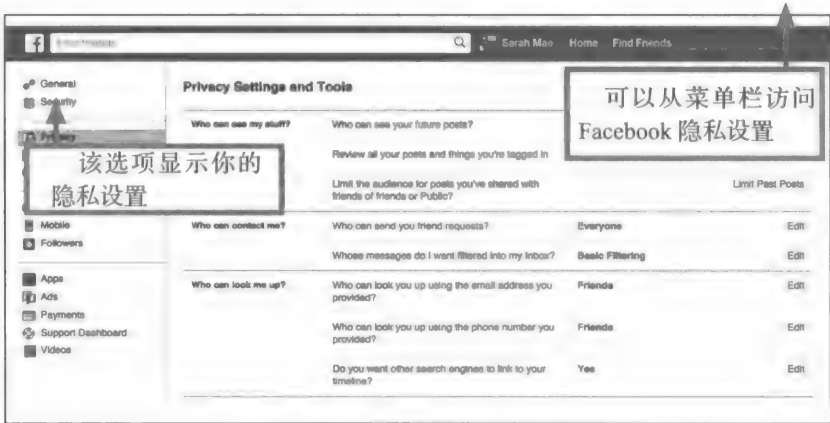 Sarah Mae Home Find Friends
General
Security
Privacy
Mobile
Followers
Apps
Ads
Payments
Support Dashboard
Videos
Privacy Settings and Tools
Who can see my stuff?
Who can see your future posts?
Review all your posts and things you're tagged in
Limit the audience for posts you've shared with
friends of friends or Public?
Limit Past Posts
Who can contact me?
Who can send you friend requests?
Everyone
Edit
Whose messages do I want filtered into my Inbox?
Basic Filtering
Edit
Who can look me up?
Who can look you up using the email address you
provided?
Friends
Edit
Who can look you up using the phone number you
provided?
Friends
Edit
Do you want other search engines to link to your
timeline?
Yes
Edit
可以从菜单栏访问
Facebook 隐私设置
该选项显示你的
隐私设置